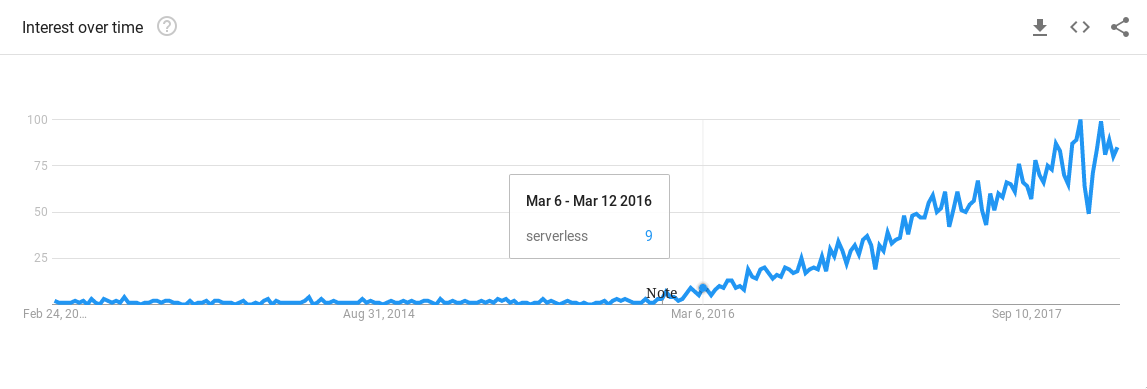 Interest over time ?
100
75
50
25
Mar 6 - Mar 12 2016
serverless 9
Note
Feb 24, 20... Aug 31, 2014 Mar 6, 2016 Sep 10, 2017